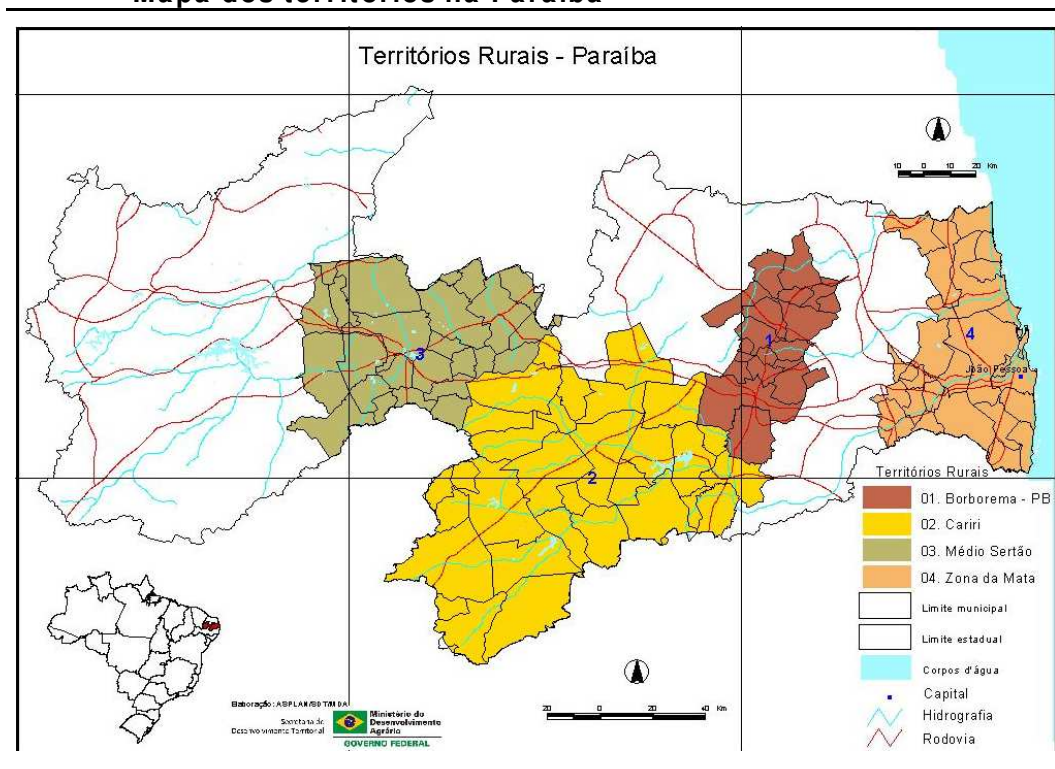 Mapa dos territórios na Paraíba
Territórios Rurais - Paraíba
10 0 10 20 Km
1
4
3
João Pessoa
2
Territórios Rurais
01. Borborema - PB
02. Cariri
03. Médio Sertão
04. Zona da Mata
Limite municipal
Limite estadual
Corpos d'água
Capital
Hidrografia
Rodovia
Elaboração: ASPLAN/SDT/MDA
Secretaria de
Desenvolvimento Territorial
Ministério do
Desenvolvimento
Agrário
GOVERNO FEDERAL
20 0 20 40 Km